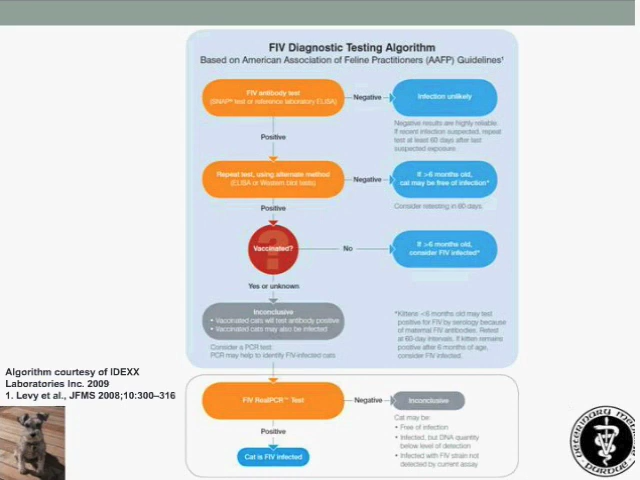 FIV Diagnostic Testing Algorithm
Based on American Association of Feline Practitioners (AAFP) Guidelines¹
FIV antibody test
(SNAP® test or reference laboratory ELISA)
Negative
Infection unlikely
Negative results are highly reliable.
If recent infection suspected, repeat
test at least 60 days after last
suspected exposure.
Positive
Repeat test, using alternate method
(ELISA or Western blot tests)
Negative
If >6 months old,
cat may be free of infection*
Consider retesting in 60 days.
Positive
?
Vaccinated?
No
If >6 months old,
consider FIV infected*
Yes or unknown
Inconclusive
• Vaccinated cats will test antibody positive
• Vaccinated cats may also be infected
Consider a PCR test:
PCR may help to identify FIV-infected cats
*Kittens <6 months old may test
positive for FIV by serology because
of maternal FIV antibodies. Retest
at 60-day intervals. If kitten remains
positive after 6 months of age,
consider FIV infected.
Algorithm courtesy of IDEXX
Laboratories Inc. 2009
1. Levy et al., JFMS 2008;10:300–316
FIV RealPCR™ Test
Negative
Inconclusive
Cat may be:
• Free of infection
• Infected, but DNA quantity
below level of detection
• Infected with FIV strain not
detected by current assay
Positive
Cat is FIV infected
VETERINARY
PURDUE